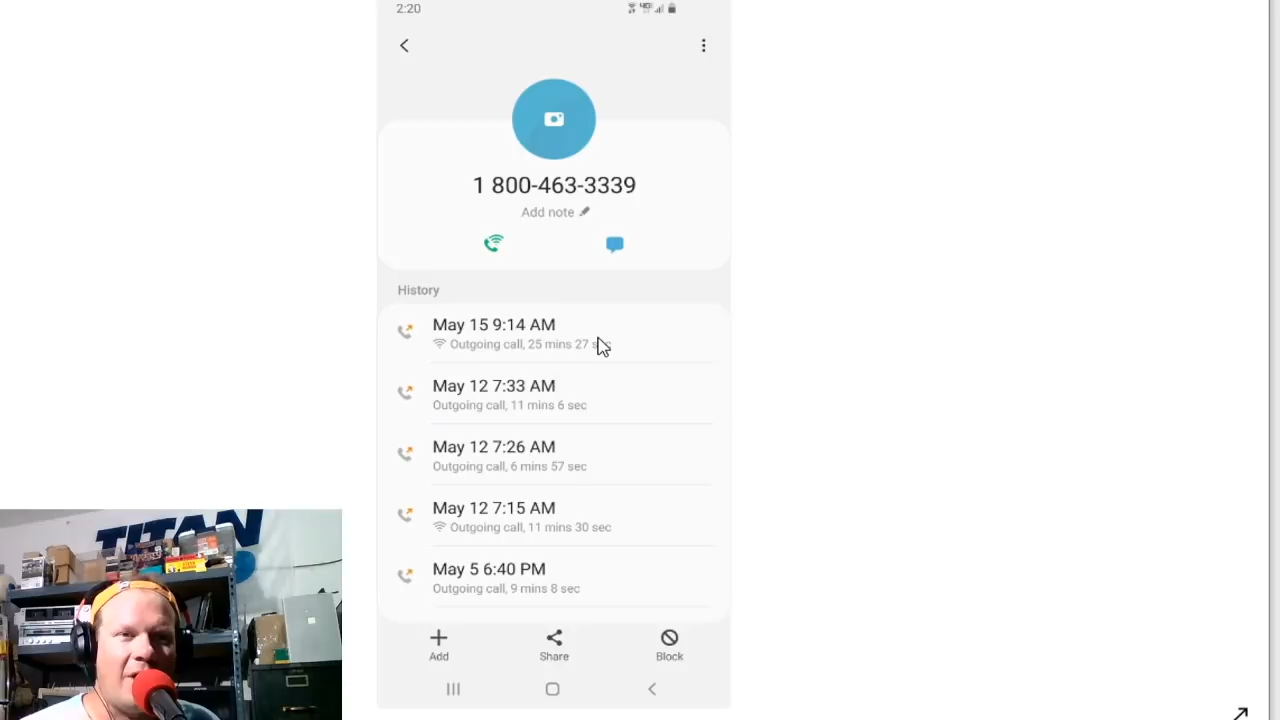 2:20
1 800-463-3339
Add note
History
May 15 9:14 AM
Outgoing call, 25 mins 27
May 12 7:33 AM
Outgoing call, 11 mins 6 sec
May 12 7:26 AM
Outgoing call, 6 mins 57 sec
May 12 7:15 AM
Outgoing call, 11 mins 30 sec
May 5 6:40 PM
Outgoing call, 9 mins 8 sec
Add
Share
Block
TITAN